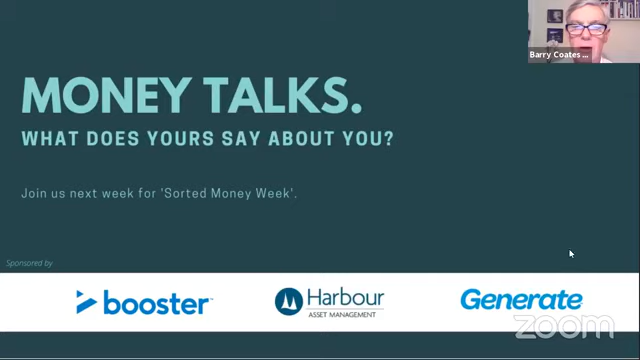 Barry Coates ...
MONEY TALKS.
WHAT DOES YOURS SAY ABOUT YOU?
Join us next week for 'Sorted Money Week'.
Sponsored by
booster™
Harbour
ASSET MANAGEMENT
Generate
zoom